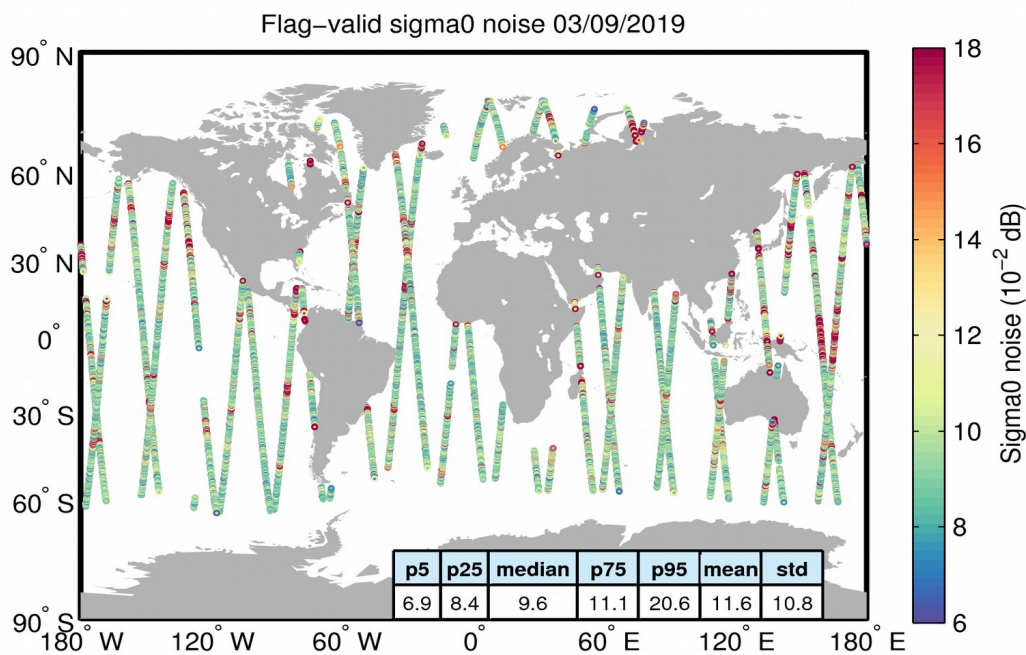 Flag−valid sigma0 noise 03/09/2019
90° N
60° N
30° N
0°
30° S
60° S
90° S
180° W
120° W
60° W
0°
60° E
120° E
180° E
p5 p25 median p75 p95 mean std
6.9 8.4 9.6 11.1 20.6 11.6 10.8
18
16
14
12
10
8
6
Sigma0 noise (10⁻² dB)